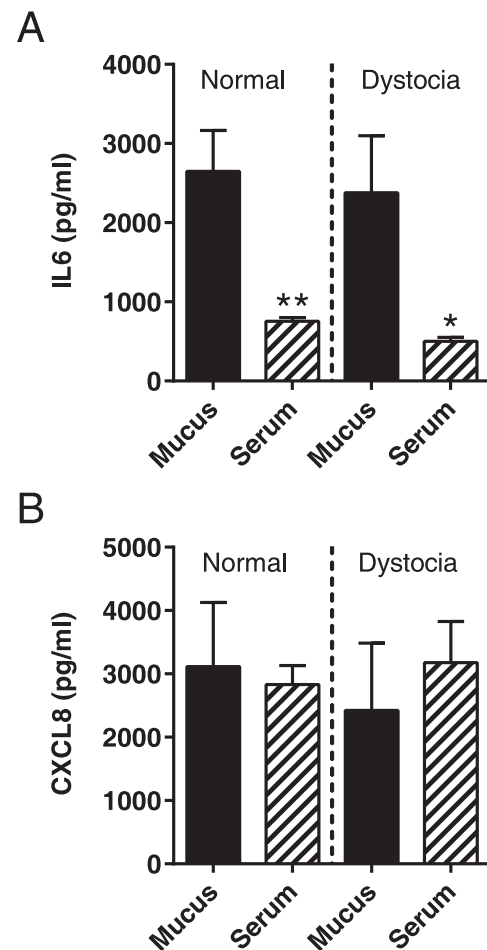 A
4000
3000
2000
1000
0
IL6 (pg/ml)
Normal
Dystocia
**
*
Mucus
Serum
Mucus
Serum
B
5000
4000
3000
2000
1000
0
CXCL8 (pg/ml)
Normal
Dystocia
Mucus
Serum
Mucus
Serum